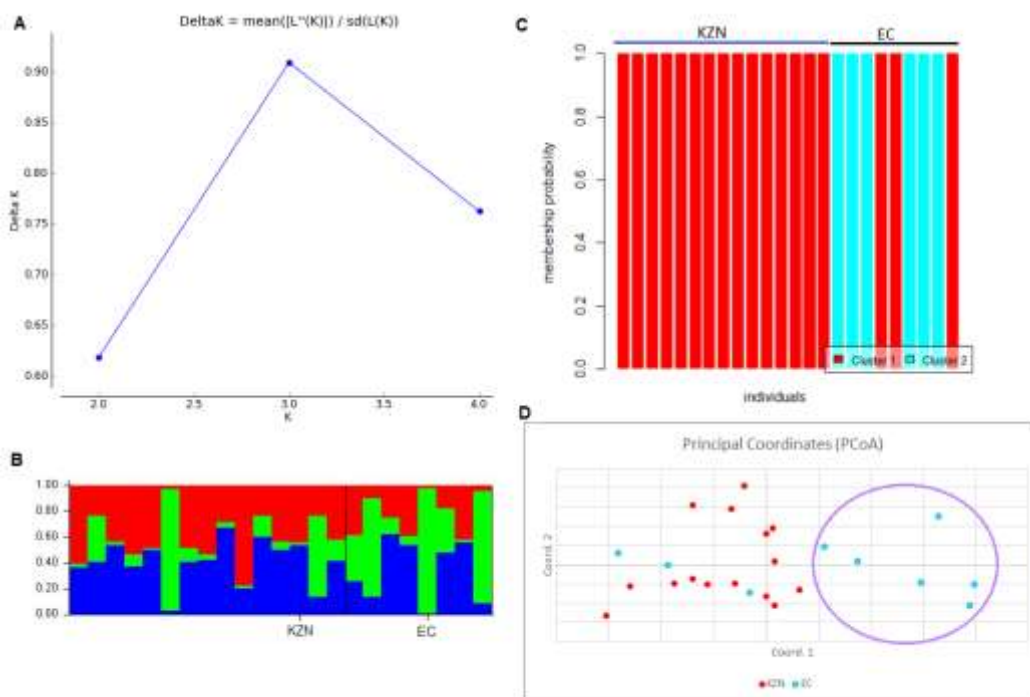 A
DeltaK = mean(|L"(K)|) / sd(L(K))
0.90
0.85
0.80
0.75
0.70
0.65
0.60
Delta K
2.0 2.5 3.0 3.5 4.0
K
B
1.00
0.80
0.60
0.40
0.20
0.00
KZN EC
C
KZN EC
1.0
0.8
0.6
0.4
0.2
0.0
membership probability
Cluster 1 Cluster 2
individuals
D
Principal Coordinates (PCoA)
Coord. 2
Coord. 1
KZN EC